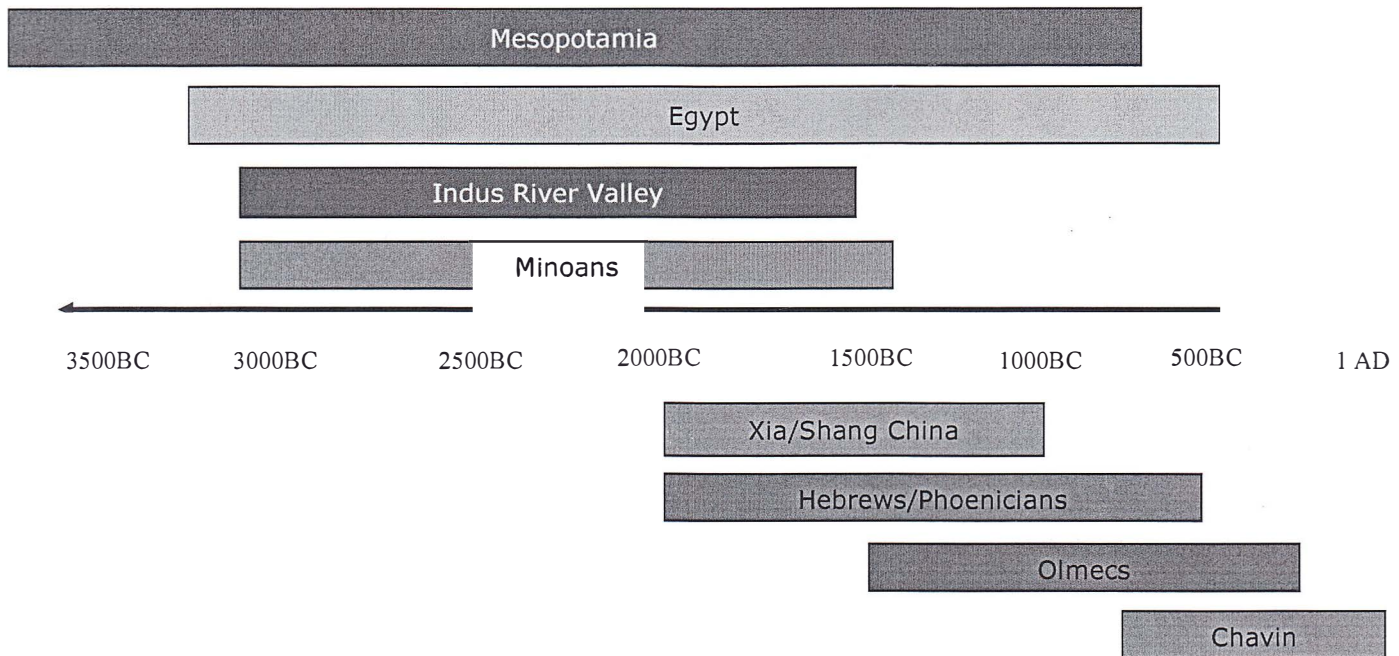 Mesopotamia
Egypt
Indus River Valley
Minoans
3500BC 3000BC 2500BC 2000BC 1500BC 1000BC 500BC 1 AD
Xia/Shang China
Hebrews/Phoenicians
Olmecs
Chavin